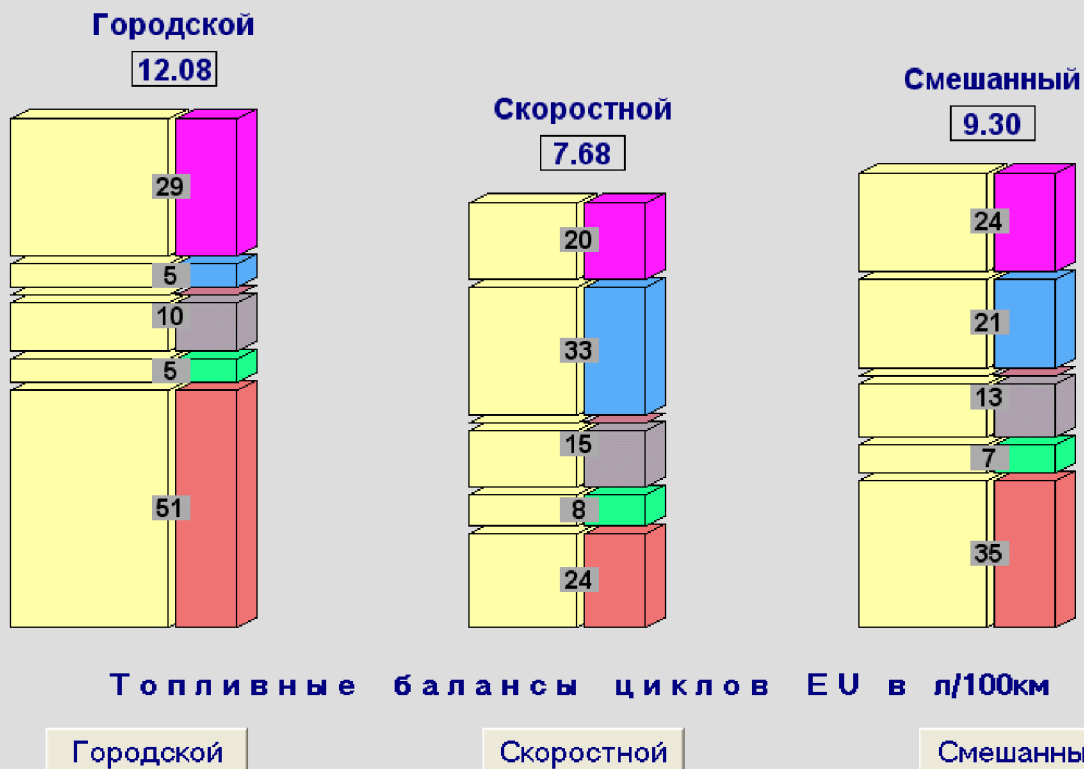 Городской
12.08
29
5
10
5
51
Скоростной
7.68
20
33
15
8
24
Смешанный
9.30
24
21
13
7
35
Топливные балансы циклов EU в л/100км
Городской
Скоростной
Смешанны